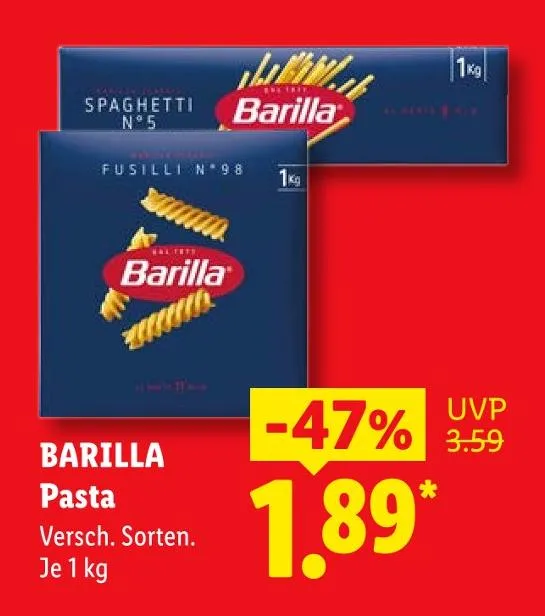 SPAGHETTI
N°5
Barilla
1Kg
FUSILLI N°98
1Kg
Barilla
-47%
UVP
3.59
1.89*
BARILLA
Pasta
Versch. Sorten.
Je 1 kg